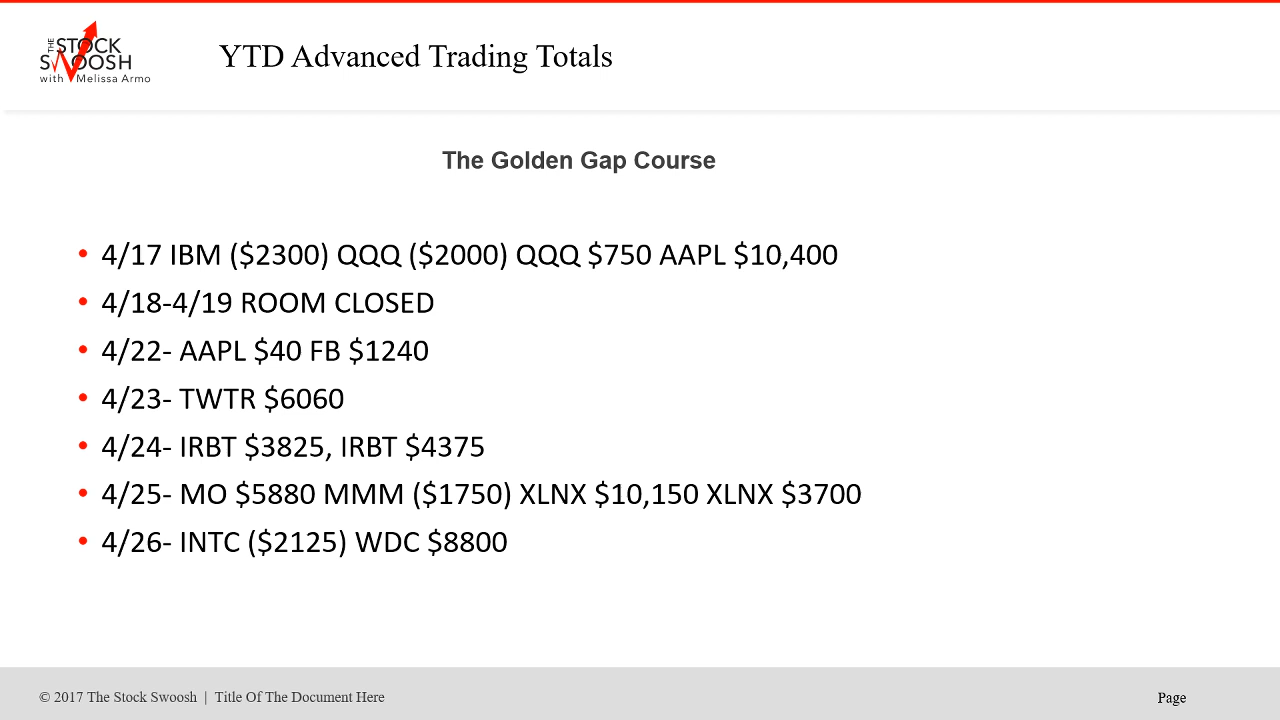 THE STOCK
SWOOSH
with Melissa Armo
YTD Advanced Trading Totals
The Golden Gap Course
• 4/17 IBM ($2300) QQQ ($2000) QQQ $750 AAPL $10,400
• 4/18-4/19 ROOM CLOSED
• 4/22- AAPL $40 FB $1240
• 4/23- TWTR $6060
• 4/24- IRBT $3825, IRBT $4375
• 4/25- MO $5880 MMM ($1750) XLNX $10,150 XLNX $3700
• 4/26- INTC ($2125) WDC $8800
© 2017 The Stock Swoosh | Title Of The Document Here
Page